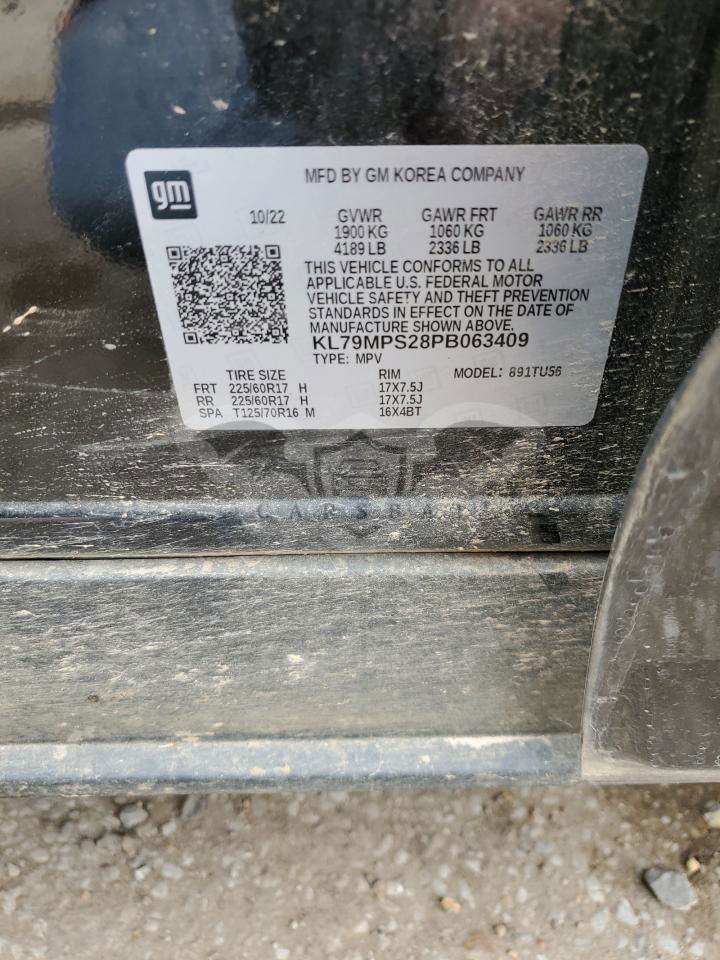 gm
MFD BY GM KOREA COMPANY
10/22 GVWR GAWR FRT GAWR RR
1900 KG 1060 KG 1060 KG
4189 LB 2336 LB 2336 LB
THIS VEHICLE CONFORMS TO ALL
APPLICABLE U.S. FEDERAL MOTOR
VEHICLE SAFETY AND THEFT PREVENTION
STANDARDS IN EFFECT ON THE DATE OF
MANUFACTURE SHOWN ABOVE.
KL79MPS28PB063409
TYPE: MPV
TIRE SIZE RIM MODEL: 891TU56
FRT 225/60R17 H 17X7.5J
RR 225/60R17 H 17X7.5J
SPA T125/70R16 M 16X4BT